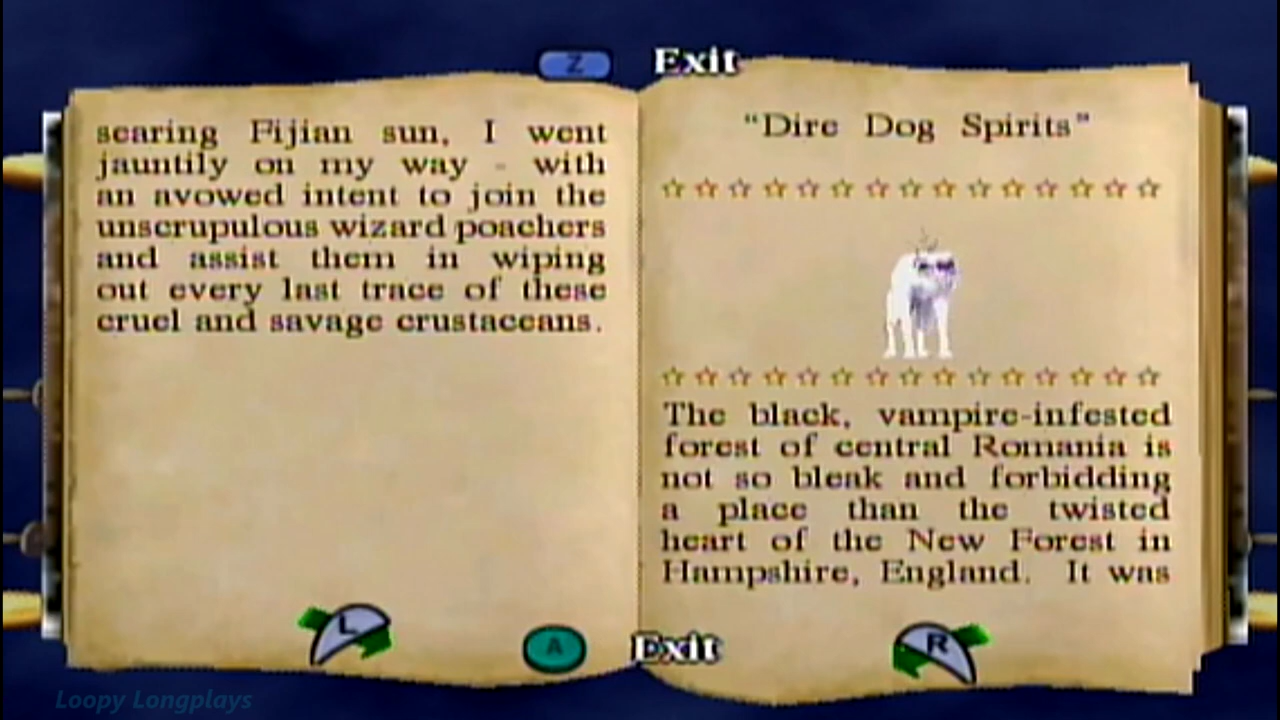 Z Exit
searing Fijian sun, I went
jauntily on my way - with
an avowed intent to join the
unscrupulous wizard poachers
and assist them in wiping
out every last trace of these
cruel and savage crustaceans.
"Dire Dog Spirits"
The black, vampire-infested
forest of central Romania is
not so bleak and forbidding
a place than the twisted
heart of the New Forest in
Hampshire, England. It was
L
A Exit
R
Loopy Longplays